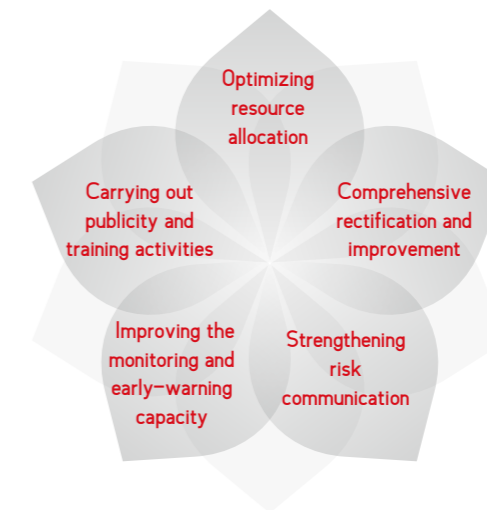 Optimizing
resource
allocation
Carrying out
publicity and
training activities
Comprehensive
rectification and
improvement
Improving the
monitoring and
early-warning
capacity
Strengthening
risk
communication